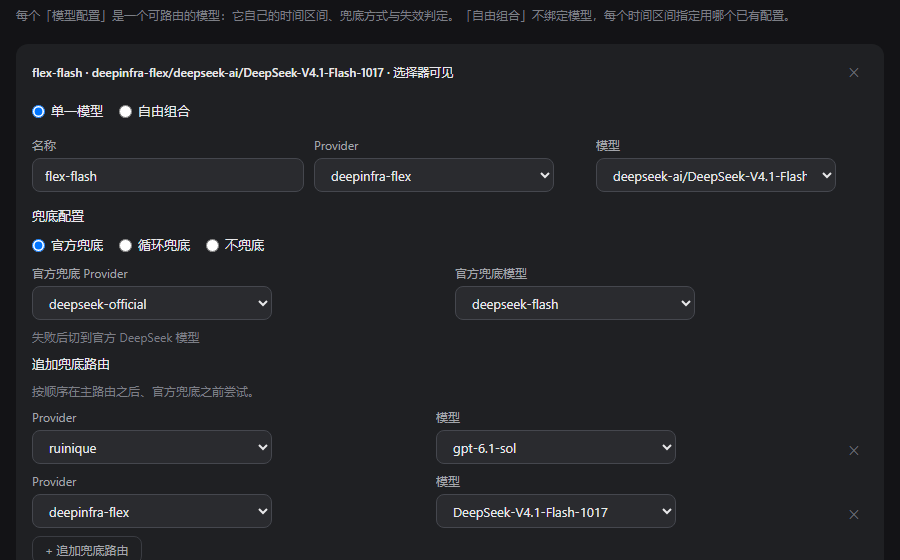 每个「模型配置」是一个可路由的模型：它自己的时间区间、兜底方式与失效判定。「自由组合」不绑定模型，每个时间区间指定用哪个已有配置。
flex-flash · deepinfra-flex/deepseek-ai/DeepSeek-V4.1-Flash-1017 · 选择器可见
单一模型 自由组合
名称 Provider 模型
flex-flash deepinfra-flex deepseek-ai/DeepSeek-V4.1-Flash
兜底配置
官方兜底 循环兜底 不兜底
官方兜底 Provider 官方兜底模型
deepseek-official deepseek-flash
失败后切到官方 DeepSeek 模型
追加兜底路由
按顺序在主路由之后、官方兜底之前尝试。
Provider 模型
ruinique gpt-6.1-sol
Provider 模型
deepinfra-flex DeepSeek-V4.1-Flash-1017
+ 追加兜底路由